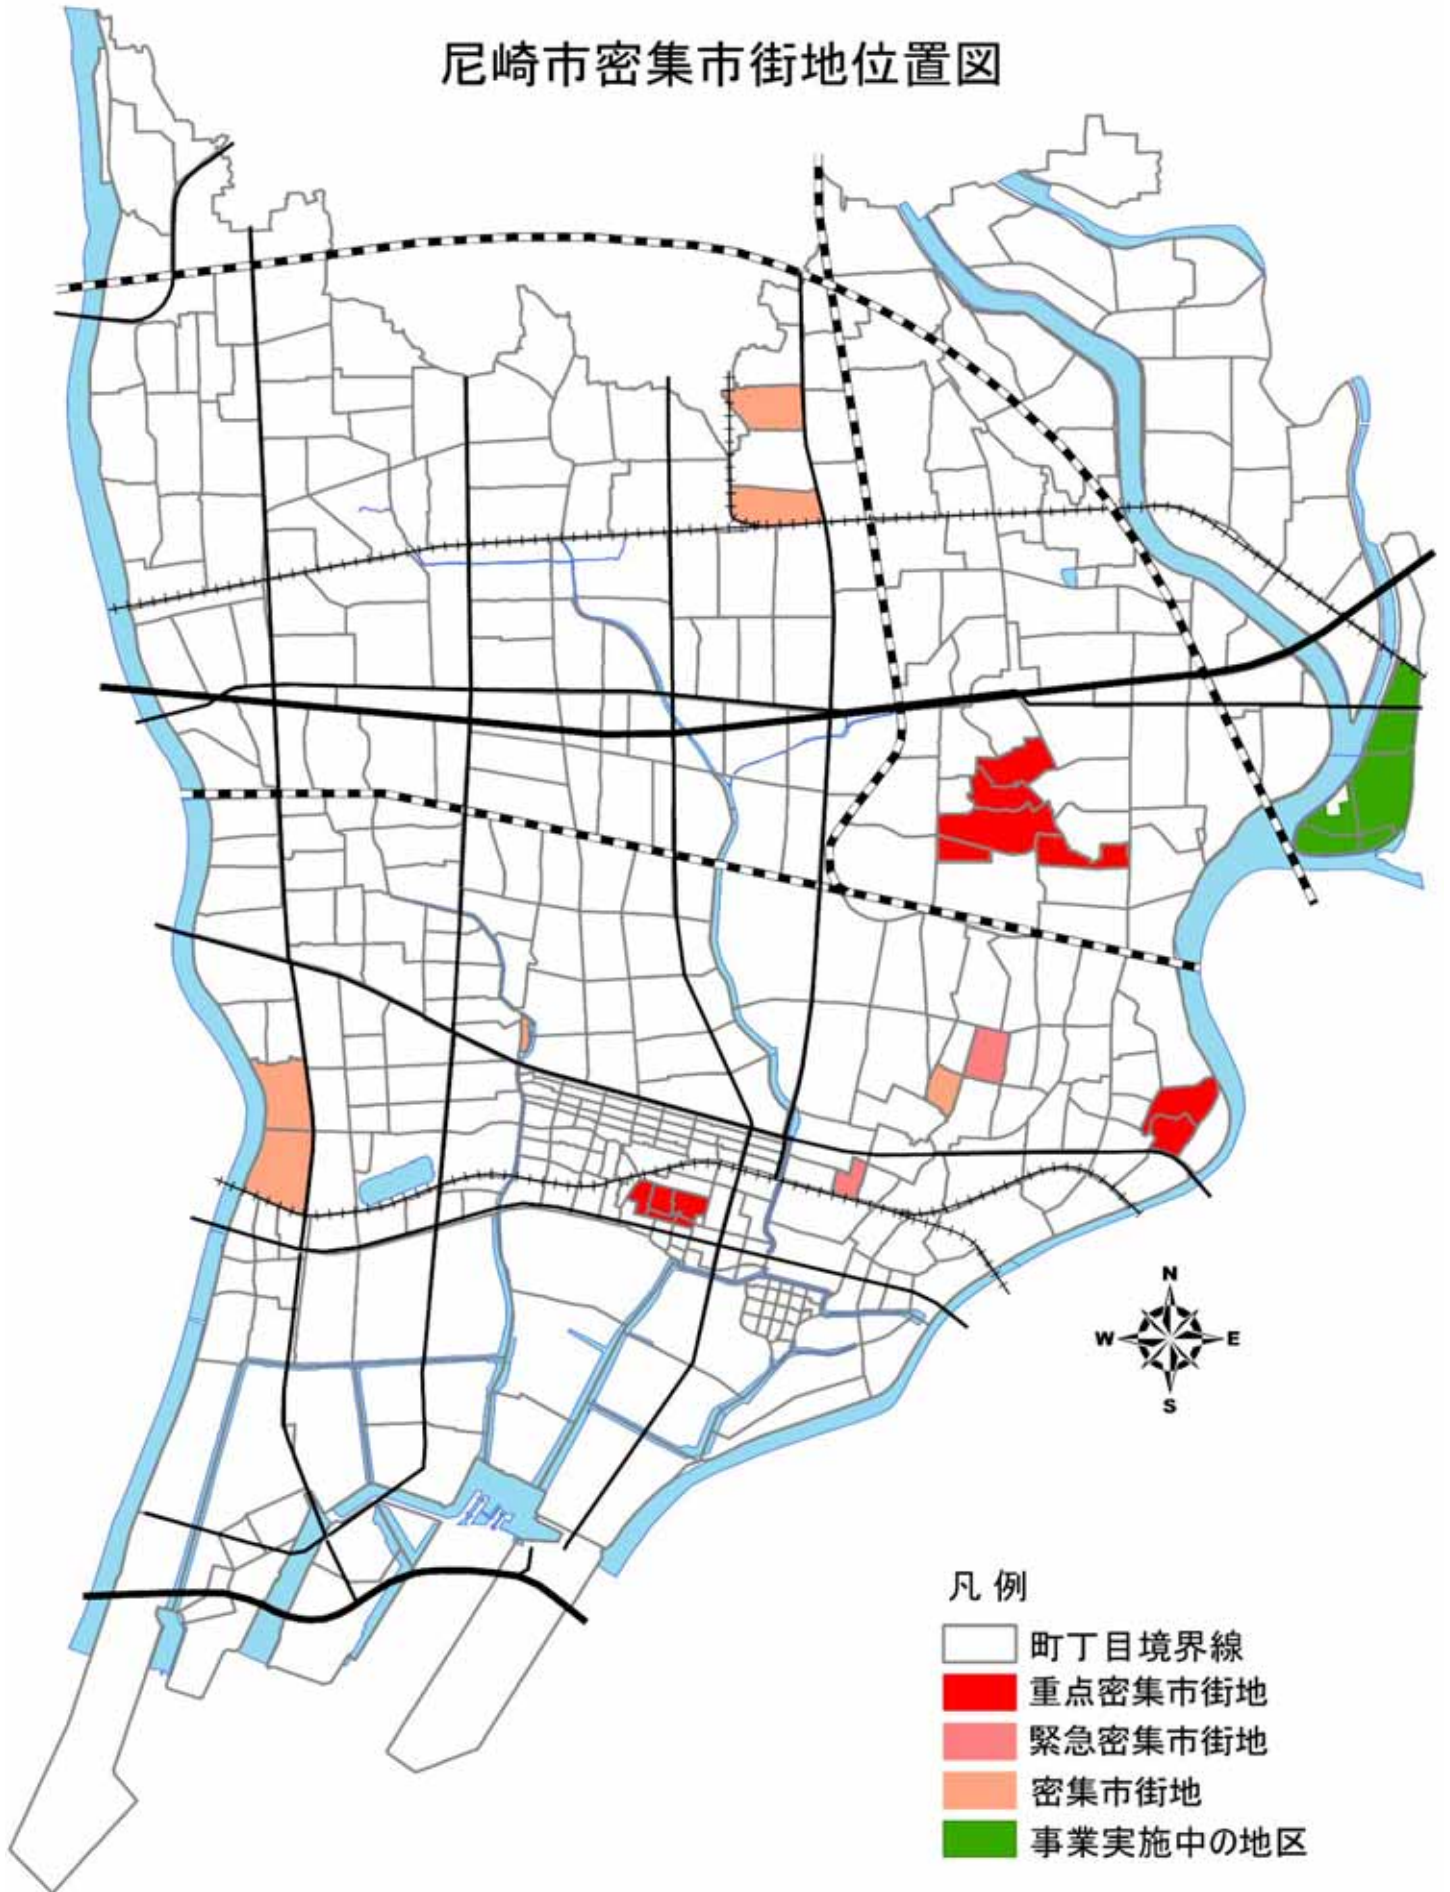 尼崎市密集市街地位置図
N
W E
S
凡 例
町丁目境界線
重点密集市街地
緊急密集市街地
密集市街地
事業実施中の地区